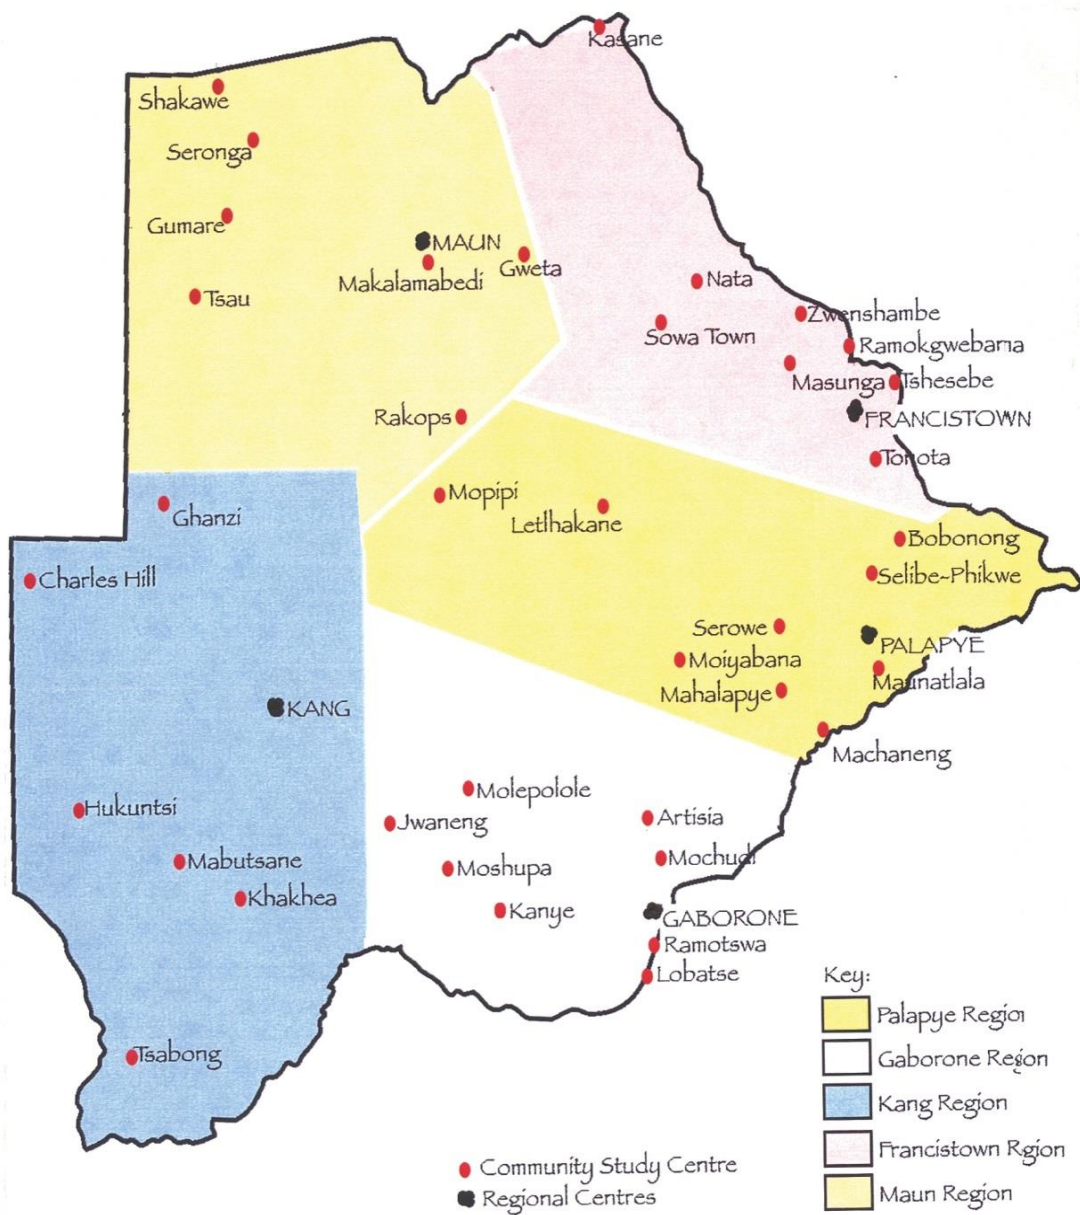 Kasane
Shakawe
Seronga
Gumare
MAUN
Gweta
Makalamabedi
Tsau
Nata
Zwenshambe
Sowa Town
Ramokgwebama
Masunga
Tshesebe
FRANCISTOWN
Rakops
Tonota
Mopipi
Ghanzi
Letlhakane
Bobonong
Charles Hill
Selibe-Phikwe
Serowe
PALAPYE
Moiyabana
Maunatlala
Mahalapye
KANG
Machaneng
Molepolole
Hukuntsi
Jwaneng
Artisia
Mabutsane
Moshupa
Mochudi
Khakhea
Kanye
GABORONE
Ramotswa
Lobatse
Tsabong
Key:
Palapye Region
Gaborone Region
Kang Region
Francistown Rgion
Maun Region
Community Study Centre
Regional Centres